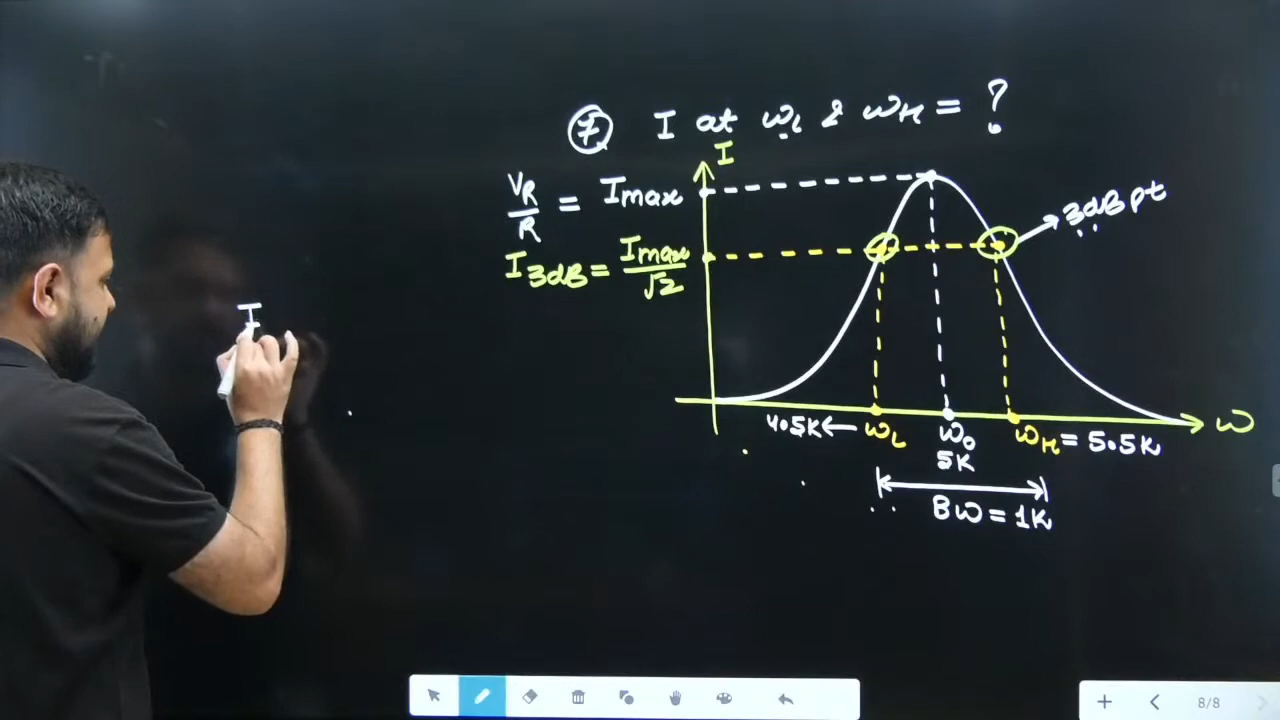 ⑦ I at ωL & ωH = ?
I
VR/R = Imax
3dB pt
I3dB = Imax/√2
I
4.5K ← ωL ω0 ωH = 5.5K ω
5K
BW = 1K
8/8